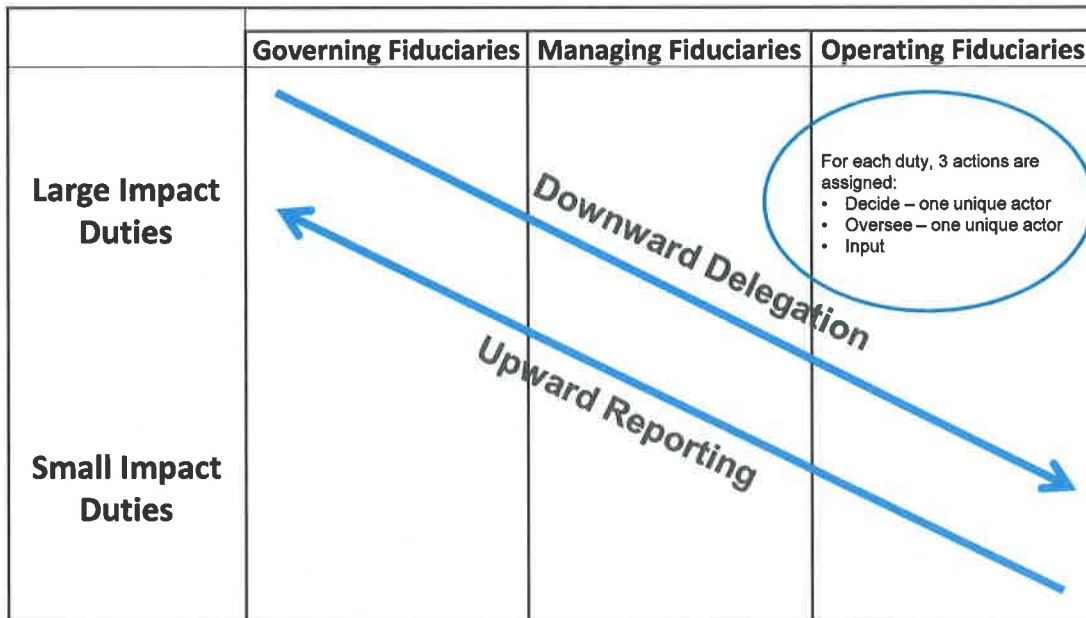 Governing Fiduciaries Managing Fiduciaries Operating Fiduciaries
Large Impact
Duties
Downward Delegation
For each duty, 3 actions are
assigned:
• Decide – one unique actor
• Oversee – one unique actor
• Input
Upward Reporting
Small Impact
Duties